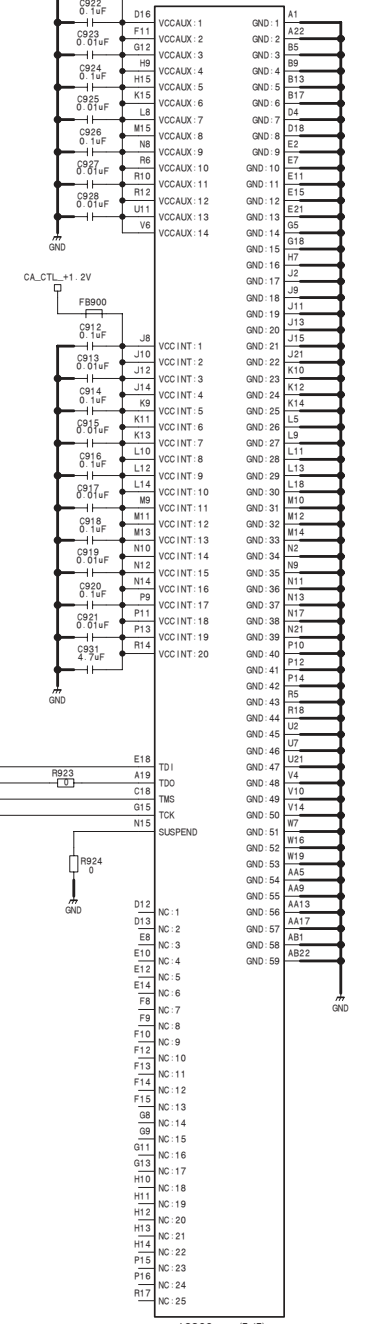 C922
0.1uF
D16
VCCAUX:1
GND:1
A1
C923
0.01uF
F11
VCCAUX:2
GND:2
A22
G12
VCCAUX:3
GND:3
B5
C924
0.1uF
H9
VCCAUX:4
GND:4
B9
H15
VCCAUX:5
GND:5
B13
C925
0.01uF
K15
VCCAUX:6
GND:6
B17
L8
VCCAUX:7
GND:7
D4
C926
0.1uF
M15
VCCAUX:8
GND:8
D18
N8
VCCAUX:9
GND:9
E2
C927
0.01uF
R6
VCCAUX:10
GND:10
E7
R10
VCCAUX:11
GND:11
E11
C928
0.01uF
R12
VCCAUX:12
GND:12
E15
U11
VCCAUX:13
GND:13
E21
V6
VCCAUX:14
GND:14
G5
GND
GND:15
G18
GND:16
H7
CA_CTL_+1.2V
GND:17
J2
GND:18
J9
FB900
GND:19
J11
GND:20
J13
C912
0.1uF
J8
VCCINT:1
GND:21
J15
J10
VCCINT:2
GND:22
J21
C913
0.01uF
J12
VCCINT:3
GND:23
K10
C914
0.1uF
J14
VCCINT:4
GND:24
K12
K9
VCCINT:5
GND:25
K14
C915
0.01uF
K11
VCCINT:6
GND:26
L5
K13
VCCINT:7
GND:27
L9
C916
0.1uF
L10
VCCINT:8
GND:28
L11
L12
VCCINT:9
GND:29
L13
C917
0.01uF
L14
VCCINT:10
GND:30
L18
M9
VCCINT:11
GND:31
M10
C918
0.1uF
M11
VCCINT:12
GND:32
M12
M13
VCCINT:13
GND:33
M14
C919
0.01uF
N10
VCCINT:14
GND:34
N2
N12
VCCINT:15
GND:35
N9
C920
0.1uF
N14
VCCINT:16
GND:36
N11
P9
VCCINT:17
GND:37
N13
C921
0.01uF
P11
VCCINT:18
GND:38
N17
P13
VCCINT:19
GND:39
N21
C931
4.7uF
R14
VCCINT:20
GND:40
P10
GND:41
P12
GND
GND:42
P14
GND:43
R5
GND:44
R18
GND:45
U2
GND:46
U7
E18
TDI
GND:47
U21
R923
0
A19
TDO
GND:48
V4
C18
TMS
GND:49
V10
G15
TCK
GND:50
V14
N15
SUSPEND
GND:51
W7
GND:52
W16
R924
0
GND:53
W19
GND:54
AA5
GND:55
AA9
GND
D12
NC:1
GND:56
AA13
D13
NC:2
GND:57
AA17
E8
NC:3
GND:58
AB1
E10
NC:4
GND:59
AB22
E12
NC:5
E14
NC:6
GND
F8
NC:7
F9
NC:8
F10
NC:9
F12
NC:10
F13
NC:11
F14
NC:12
F15
NC:13
G8
NC:14
G9
NC:15
G11
NC:16
G13
NC:17
H10
NC:18
H11
NC:19
H12
NC:20
H13
NC:21
H14
NC:22
P15
NC:23
P16
NC:24
R17
NC:25